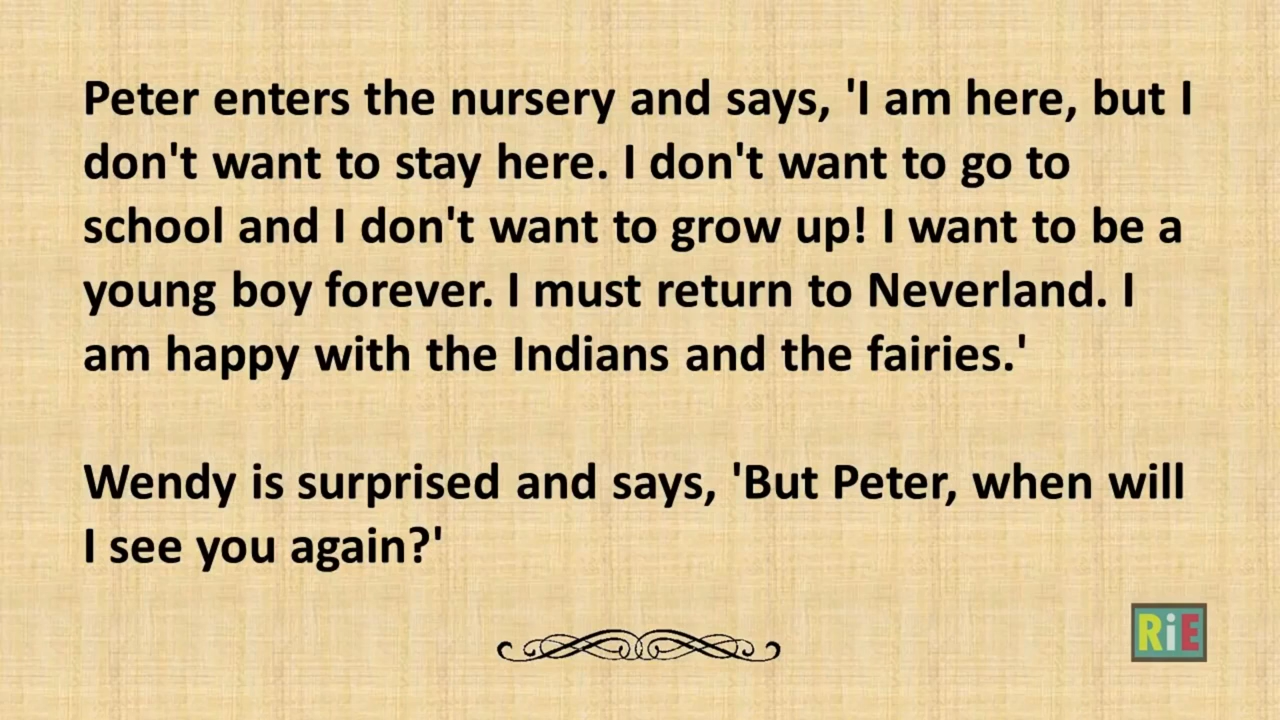 Peter enters the nursery and says, 'I am here, but I
don't want to stay here. I don't want to go to
school and I don't want to grow up! I want to be a
young boy forever. I must return to Neverland. I
am happy with the Indians and the fairies.'
Wendy is surprised and says, 'But Peter, when will
I see you again?'
RiE